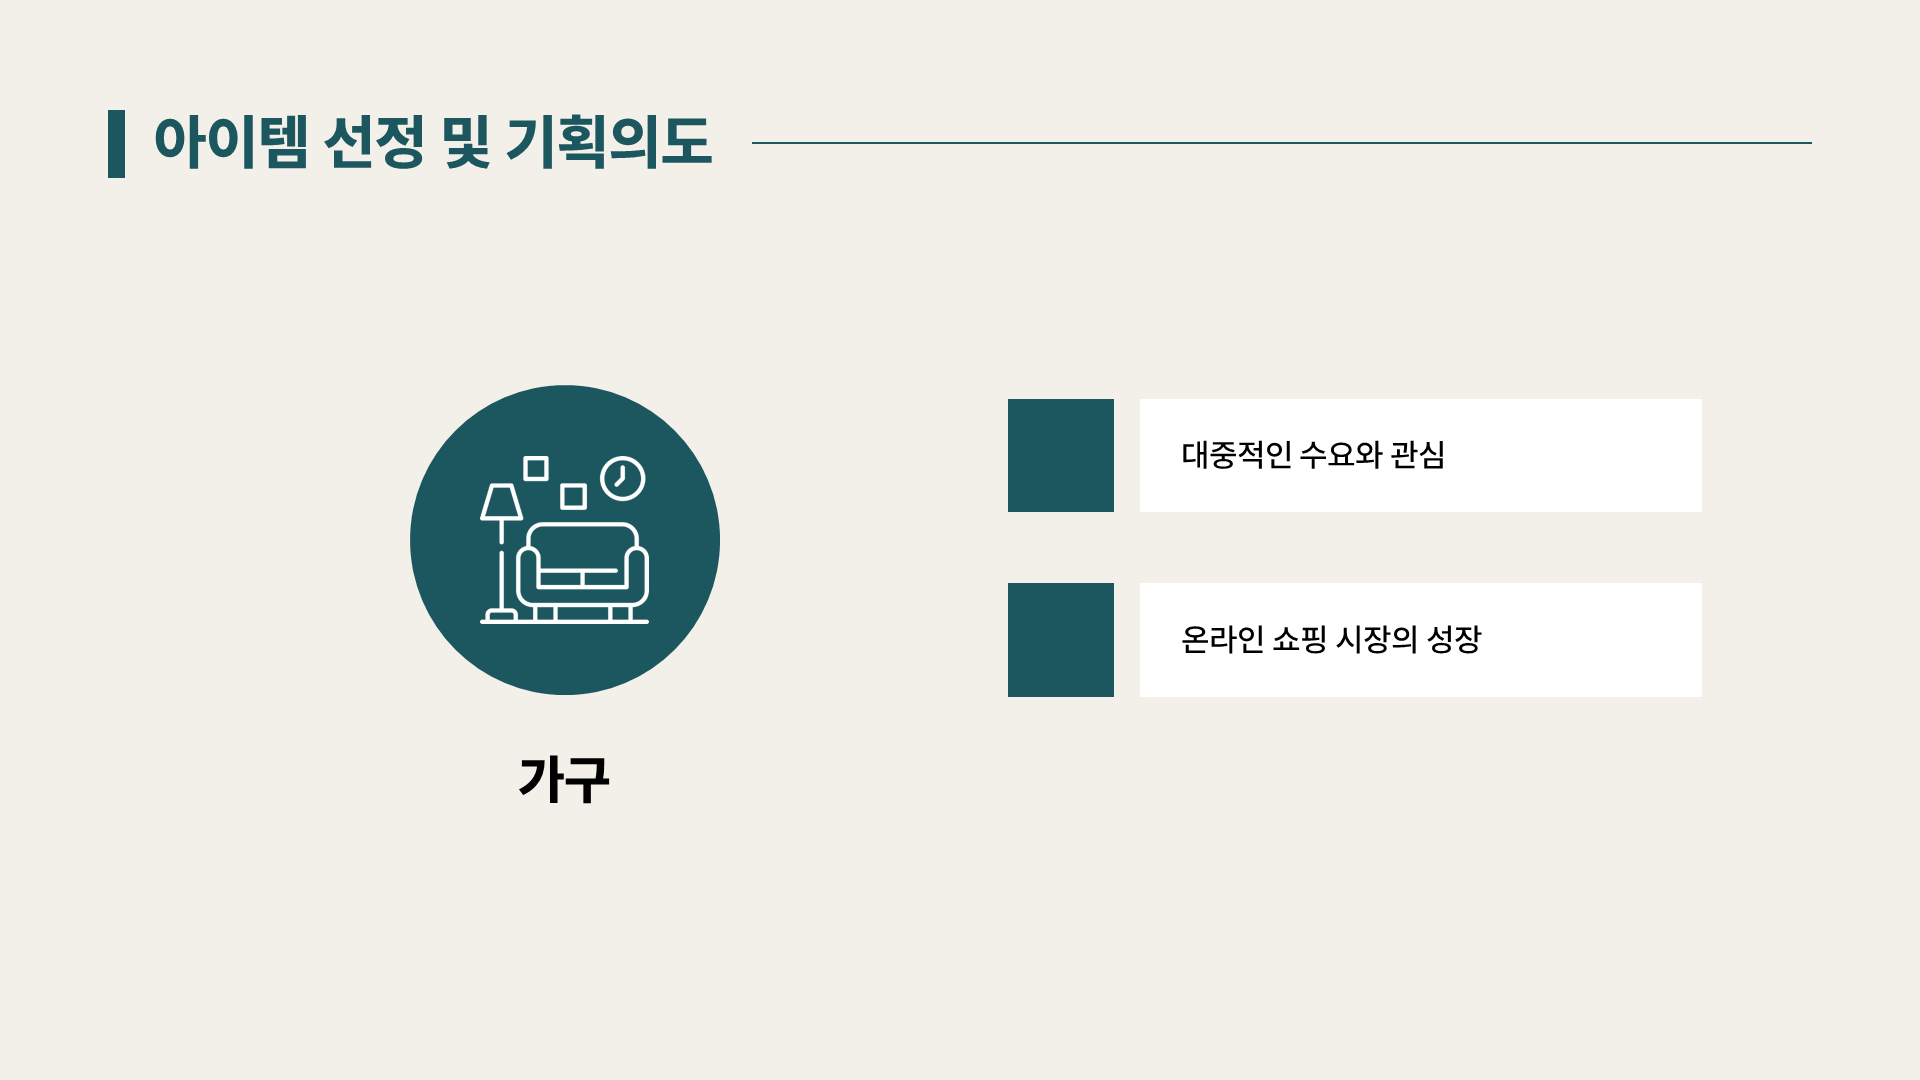 아이템 선정 및 기획의도
가구
대중적인 수요와 관심
온라인 쇼핑 시장의 성장